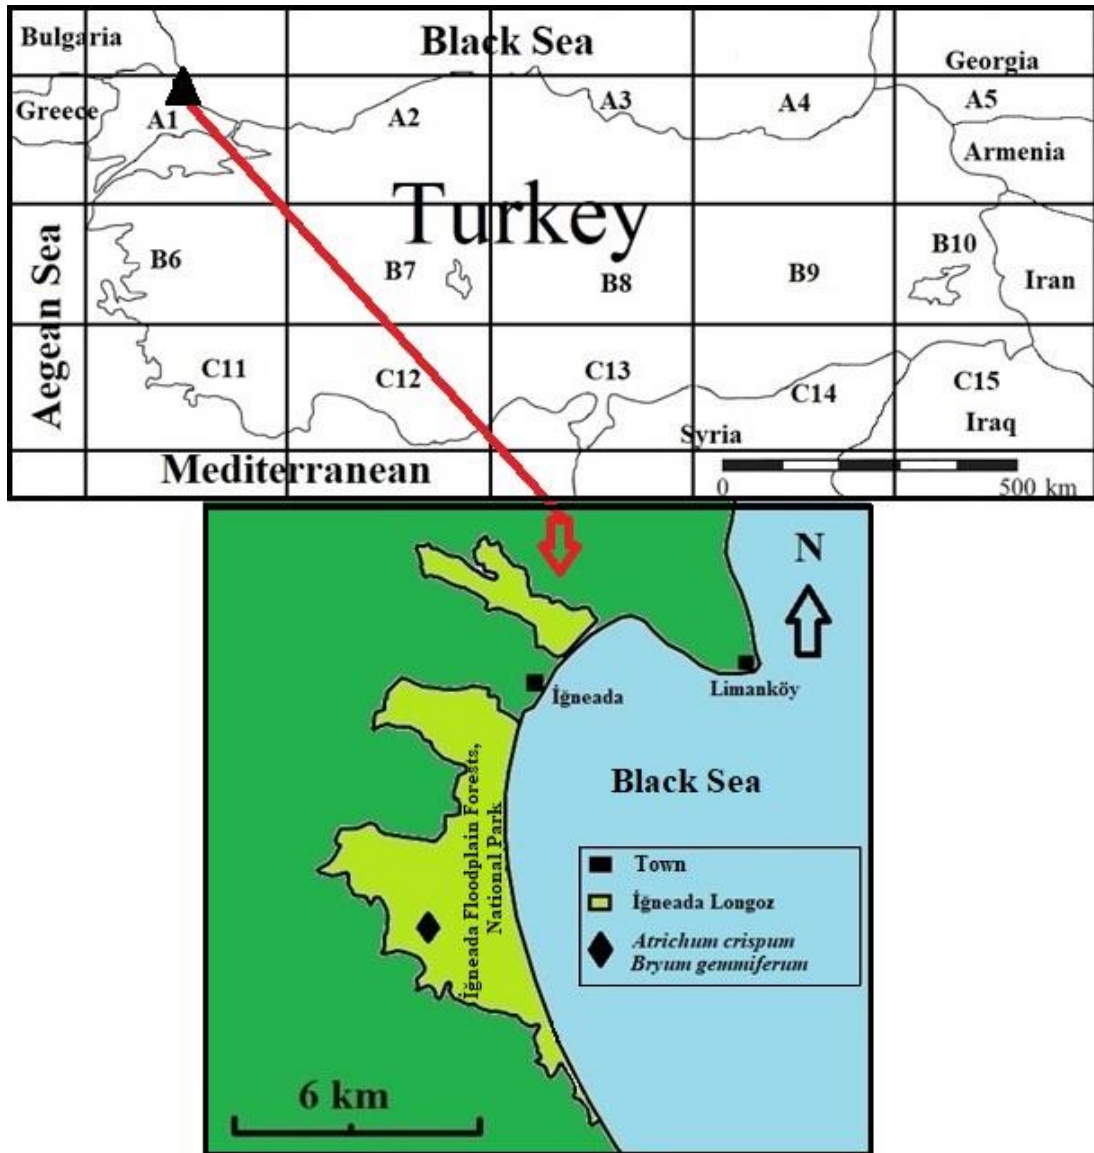 Bulgaria
Black Sea
Georgia
Greece
A1
A2
A3
A4
A5
Armenia
Turkey
Aegean Sea
B6
B7
B8
B9
B10
Iran
C11
C12
C13
C14
C15
Syria
Iraq
Mediterranean
0
500 km
N
İğneada
Limanköy
İğneada Floodplain Forests,
National Park
Black Sea
Town
İğneada Longoz
Atrichum crispum
Bryum gemmiferum
6 km